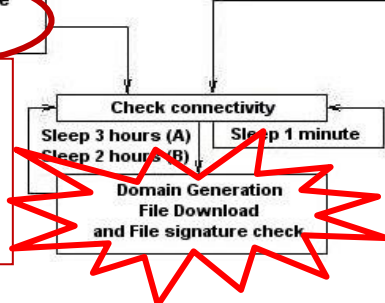 Check connectivity
Sleep 3 hours (A)
Sleep 1 minute
Sleep 2 hours (B)
Domain Generation
File Download
and File signature check